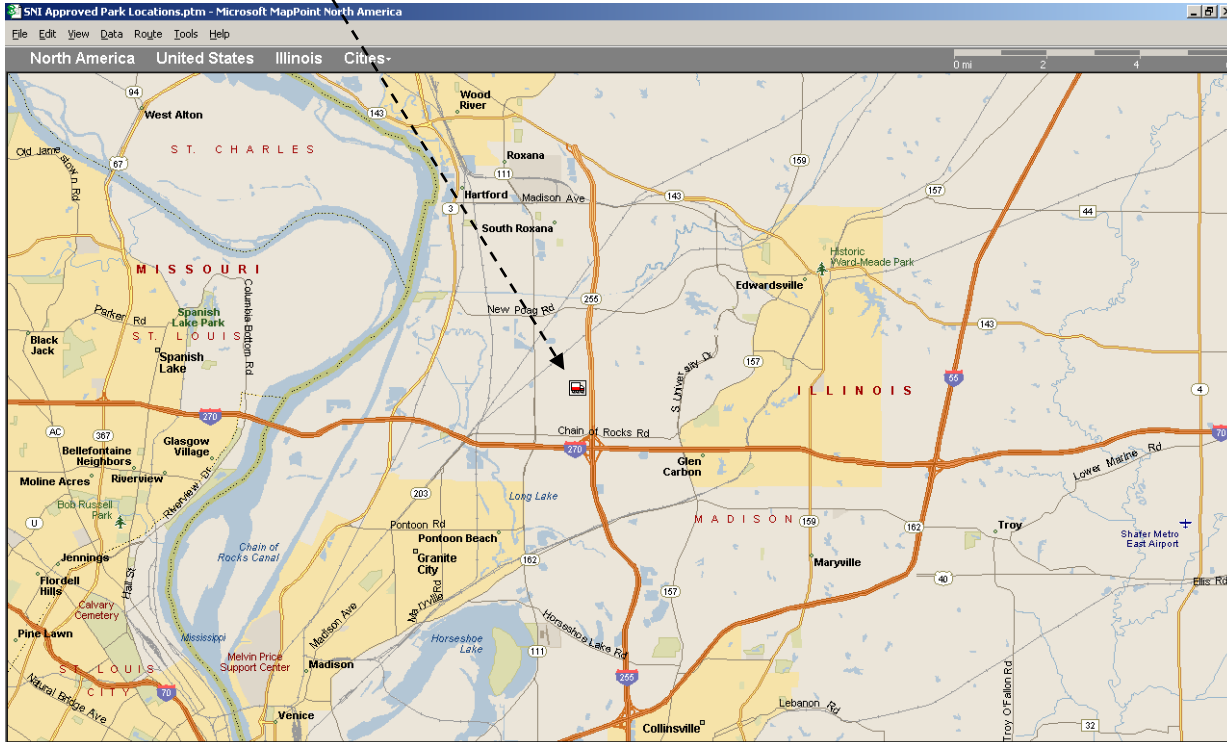 SNI Approved Park Locations.ptm - Microsoft MapPoint North America
File Edit View Data Route Tools Help
North America United States Illinois Cities
0 mi 2 4 6
94
West Alton
Wood
River
143
ST. CHARLES
Old Jamestown Rd
67
Roxana
111
159
Hartford
Madison Ave
143
157
3
44
South Roxana
Historic
Ward-Meade Park
MISSOURI
Edwardsville
255
New Poag Rd
Columbia Bottom Rd
Parker Rd
Spanish
Lake Park
ST. LOUIS
Black
Jack
Spanish
Lake
143
157
S University Dr
ILLINOIS
55
4
270
AC
367
Chain of Rocks Rd
270
70
Bellefontaine
Neighbors
Glasgow
Village
Glen
Carbon
Lower Marine Rd
Moline Acres
Riverview
Riverview Dr
203
Long Lake
Bob Russell
Park
U
Pontoon Rd
Pontoon Beach
MADISON
159
162
Troy
Shafer Metro
East Airport
Chain of
Rocks Canal
Jennings
Granite
City
162
Maryville
Flordell
Hills
Hall St
40
Ellis Rd
Calvary
Cemetery
Maryville Rd
157
Madison Ave
Horseshoe Lake Rd
Pine Lawn
Mississippi
Horseshoe
Lake
111
Melvin Price
Support Center
Madison
ST. LOUIS
CITY
70
255
Natural Bridge Ave
Venice
Collinsville
Lebanon Rd
Troy O'Fallon Rd
32